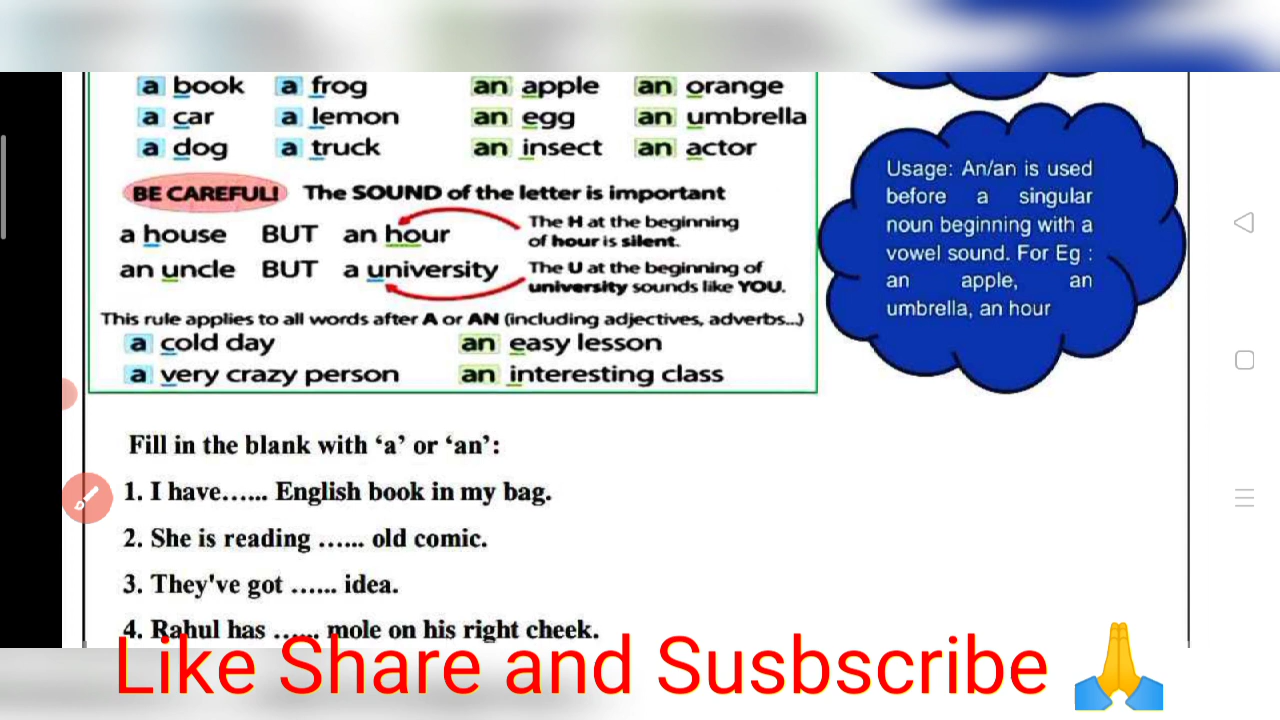 a book a frog an apple an orange
a car a lemon an egg an umbrella
a dog a truck an insect an actor
BE CAREFUL! The SOUND of the letter is important
a house BUT an hour The H at the beginning
of hour is silent.
an uncle BUT a university The U at the beginning of
university sounds like YOU.
This rule applies to all words after A or AN (including adjectives, adverbs...)
a cold day an easy lesson
a very crazy person an interesting class
Usage: An/an is used
before a singular
noun beginning with a
vowel sound. For Eg :
an apple, an
umbrella, an hour
Fill in the blank with ‘a’ or ‘an’:
1. I have…... English book in my bag.
2. She is reading …... old comic.
3. They've got …... idea.
4. Rahul has …... mole on his right cheek.
Like Share and Susbscribe 🙏